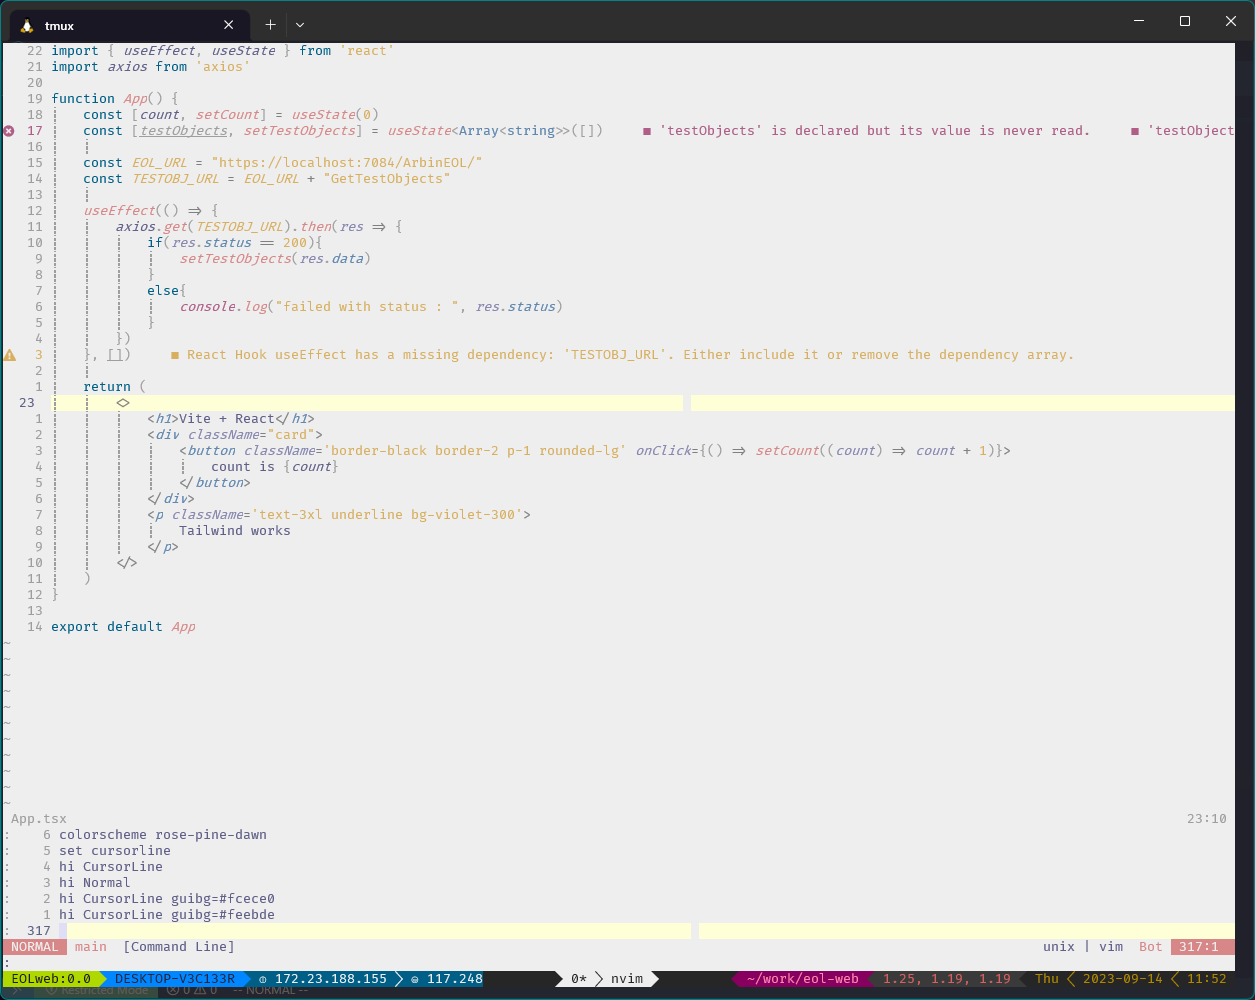 tmux
22 import { useEffect, useState } from 'react'
21 import axios from 'axios'
20
19 function App() {
18     const [count, setCount] = useState(0)
17     const [testObjects, setTestObjects] = useState<Array<string>>([])     ■ 'testObjects' is declared but its value is never read.     ■ 'testObject
16
15     const EOL_URL = "https://localhost:7084/ArbinEOL/"
14     const TESTOBJ_URL = EOL_URL + "GetTestObjects"
13
12     useEffect(() => {
11         axios.get(TESTOBJ_URL).then(res => {
10             if(res.status == 200){
9                 setTestObjects(res.data)
8             }
7             else{
6                 console.log("failed with status : ", res.status)
5             }
4         })
3     }, [])     ■ React Hook useEffect has a missing dependency: 'TESTOBJ_URL'. Either include it or remove the dependency array.
2
1     return (
23         <>
1             <h1>Vite + React</h1>
2             <div className="card">
3                 <button className='border-black border-2 p-1 rounded-lg' onClick={() => setCount((count) => count + 1)}>
4                     count is {count}
5                 </button>
6             </div>
7             <p className='text-3xl underline bg-violet-300'>
8                 Tailwind works
9             </p>
10         </>
11     )
12 }
13
14 export default App
~
~
~
~
~
~
~
~
~
~
~
App.tsx 23:10
:    6 colorscheme rose-pine-dawn
:    5 set cursorline
:    4 hi CursorLine
:    3 hi Normal
:    2 hi CursorLine guibg=#fcece0
:    1 hi CursorLine guibg=#feebde
:  317
NORMAL main [Command Line] unix | vim Bot 317:1
:
EOLweb:0.0 DESKTOP-V3C133R 172.23.188.155 117.248 0* nvim ~/work/eol-web 1.25, 1.19, 1.19 Thu 2023-09-14 11:52
Restricted Mode 0 0 -- NORMAL --